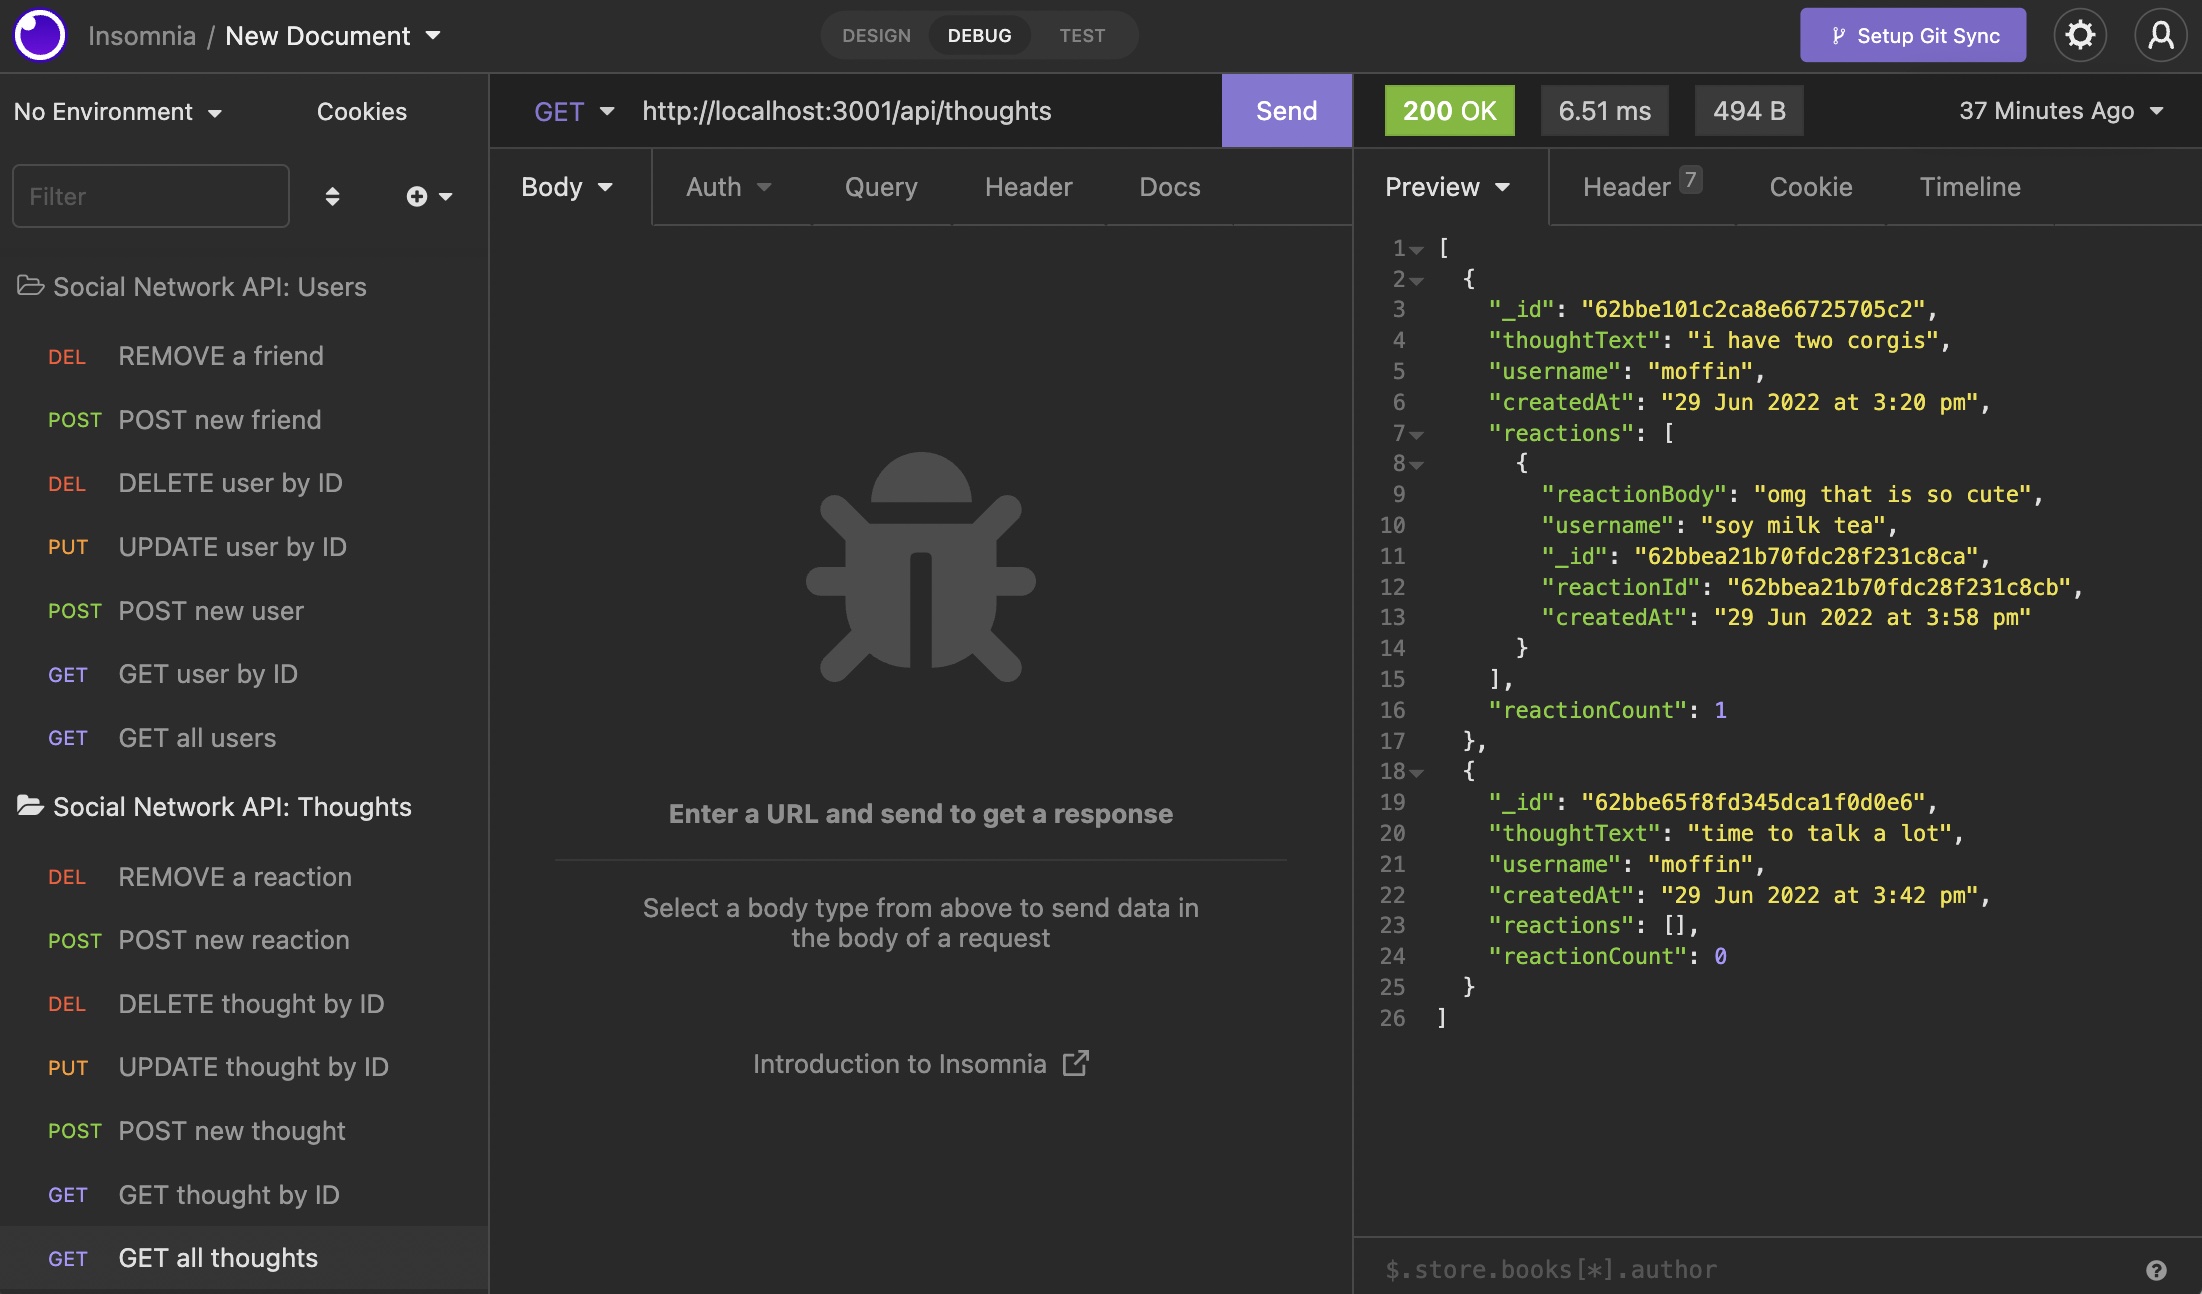 Insomnia / New Document
DESIGN DEBUG TEST
Setup Git Sync
No Environment Cookies
Filter
Social Network API: Users
DEL REMOVE a friend
POST POST new friend
DEL DELETE user by ID
PUT UPDATE user by ID
POST POST new user
GET GET user by ID
GET GET all users
Social Network API: Thoughts
DEL REMOVE a reaction
POST POST new reaction
DEL DELETE thought by ID
PUT UPDATE thought by ID
POST POST new thought
GET GET thought by ID
GET GET all thoughts
GET http://localhost:3001/api/thoughts Send
Body Auth Query Header Docs
Enter a URL and send to get a response
Select a body type from above to send data in
the body of a request
Introduction to Insomnia
200 OK 6.51 ms 494 B 37 Minutes Ago
Preview Header 7 Cookie Timeline
1 [
2 {
3 "_id": "62bbe101c2ca8e66725705c2",
4 "thoughtText": "i have two corgis",
5 "username": "moffin",
6 "createdAt": "29 Jun 2022 at 3:20 pm",
7 "reactions": [
8 {
9 "reactionBody": "omg that is so cute",
10 "username": "soy milk tea",
11 "_id": "62bbea21b70fdc28f231c8ca",
12 "reactionId": "62bbea21b70fdc28f231c8cb",
13 "createdAt": "29 Jun 2022 at 3:58 pm"
14 }
15 ],
16 "reactionCount": 1
17 },
18 {
19 "_id": "62bbe65f8fd345dca1f0d0e6",
20 "thoughtText": "time to talk a lot",
21 "username": "moffin",
22 "createdAt": "29 Jun 2022 at 3:42 pm",
23 "reactions": [],
24 "reactionCount": 0
25 }
26 ]
$.store.books[*].author